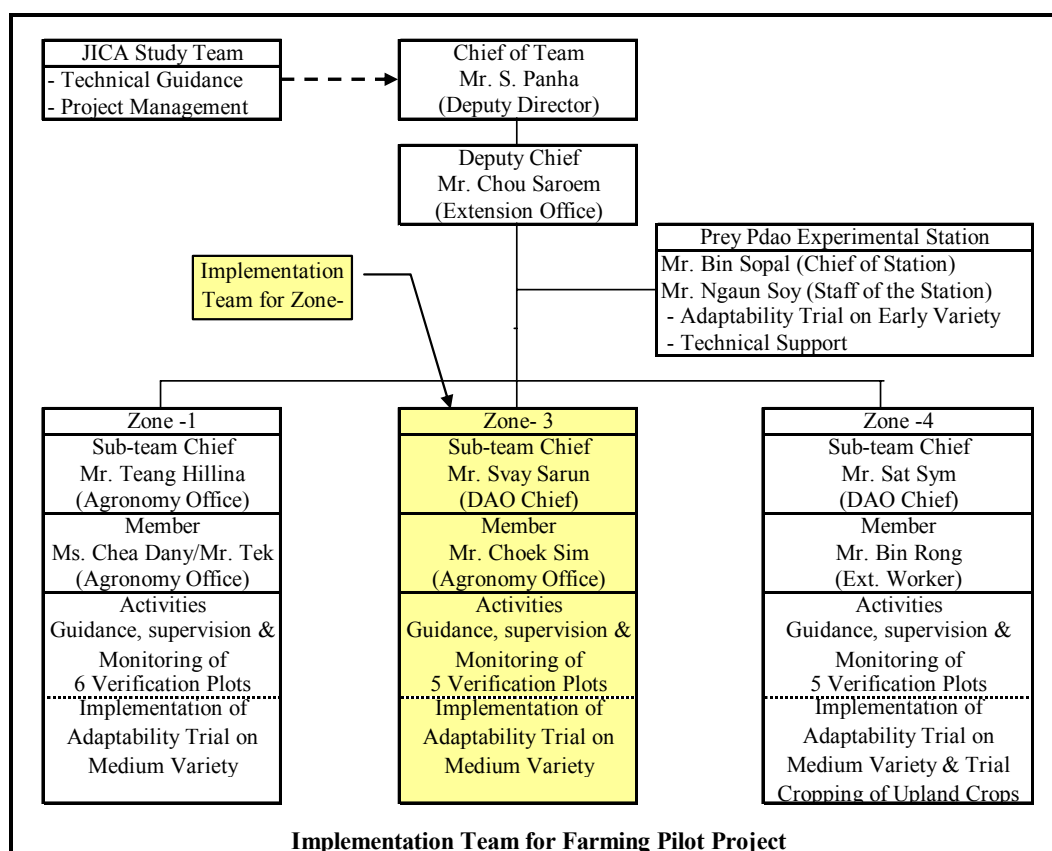 JICA Study Team
- Technical Guidance
- Project Management
Chief of Team
Mr. S. Panha
(Deputy Director)
Deputy Chief
Mr. Chou Saroem
(Extension Office)
Implementation
Team for Zone-
Prey Pdao Experimental Station
Mr. Bin Sopal (Chief of Station)
Mr. Ngaun Soy (Staff of the Station)
- Adaptability Trial on Early Variety
- Technical Support
Zone -1
Sub-team Chief
Mr. Teang Hillina
(Agronomy Office)
Member
Ms. Chea Dany/Mr. Tek
(Agronomy Office)
Activities
Guidance, supervision &
Monitoring of
6 Verification Plots
Implementation of
Adaptability Trial on
Medium Variety
Zone- 3
Sub-team Chief
Mr. Svay Sarun
(DAO Chief)
Member
Mr. Choek Sim
(Agronomy Office)
Activities
Guidance, supervision &
Monitoring of
5 Verification Plots
Implementation of
Adaptability Trial on
Medium Variety
Zone -4
Sub-team Chief
Mr. Sat Sym
(DAO Chief)
Member
Mr. Bin Rong
(Ext. Worker)
Activities
Guidance, supervision &
Monitoring of
5 Verification Plots
Implementation of
Adaptability Trial on
Medium Variety & Trial
Cropping of Upland Crops
Implementation Team for Farming Pilot Project